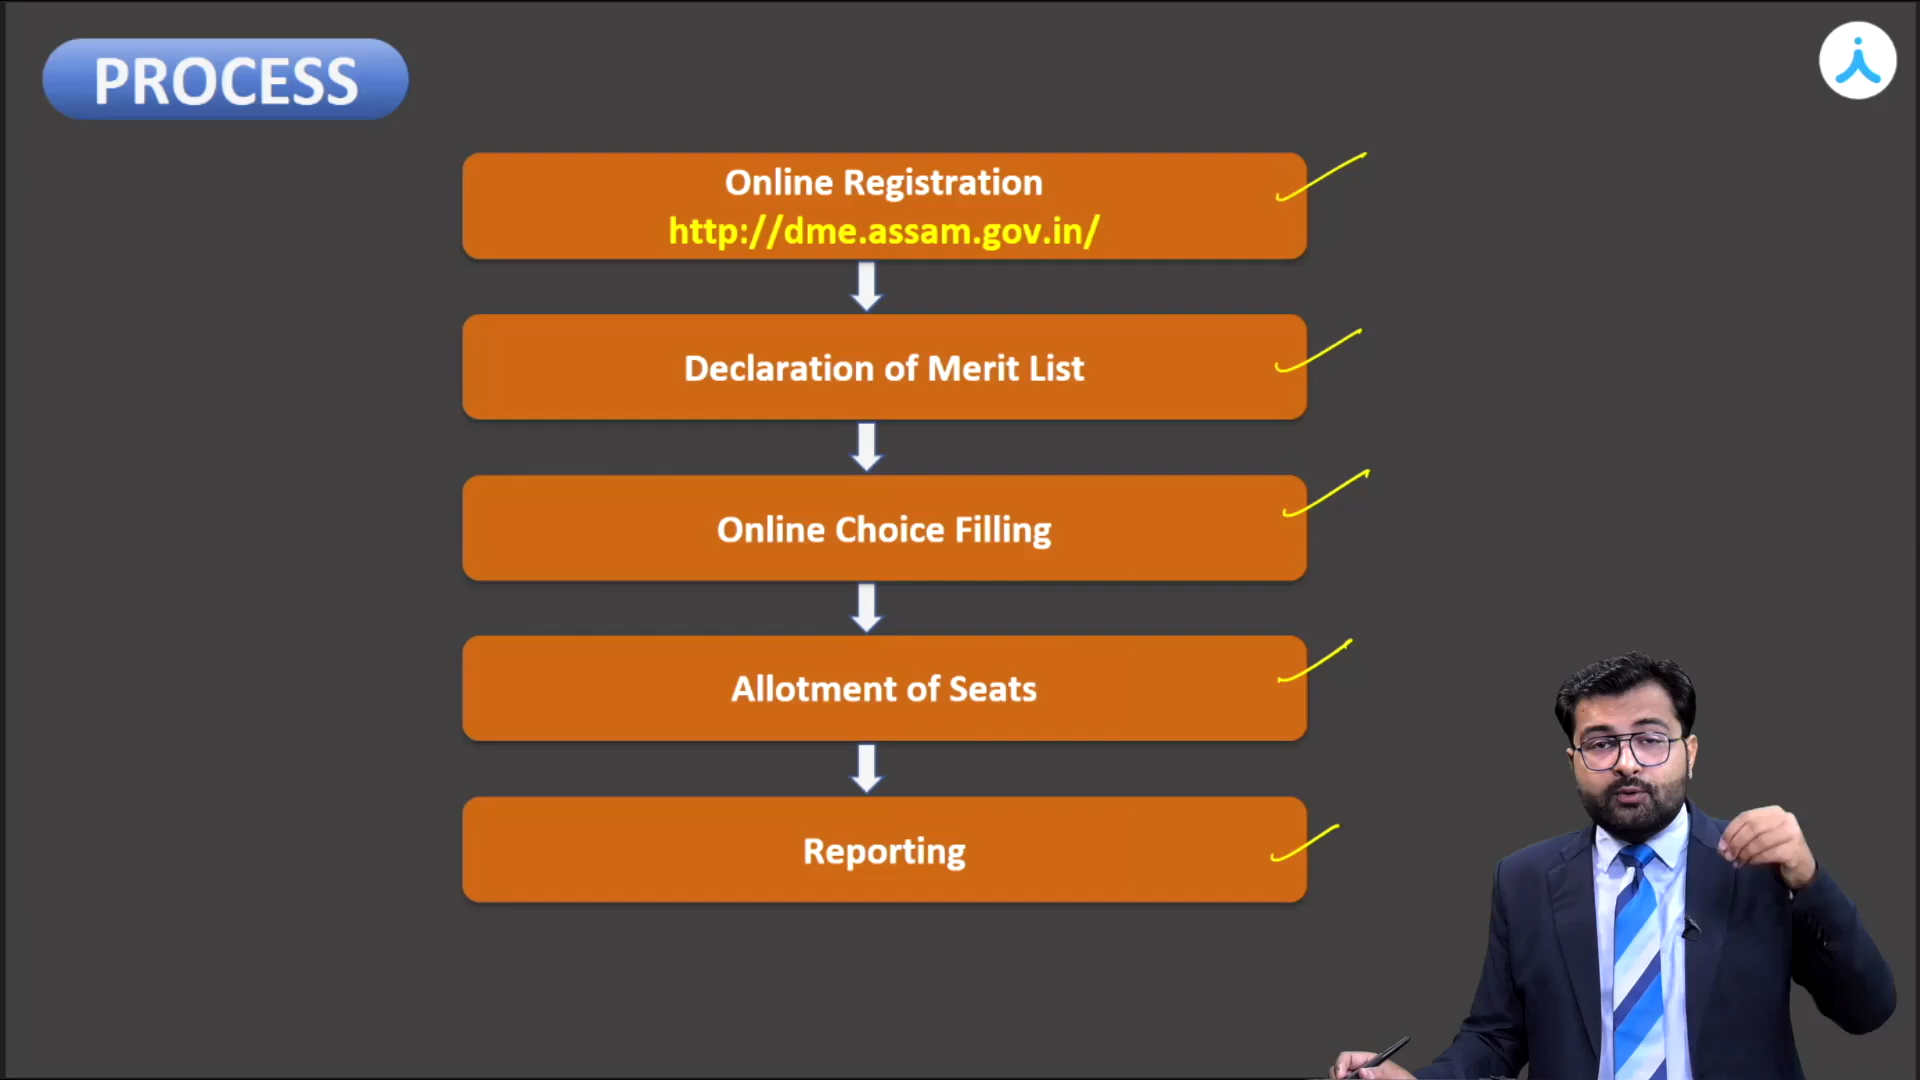 PROCESS
Online Registration
http://dme.assam.gov.in/
Declaration of Merit List
Online Choice Filling
Allotment of Seats
Reporting